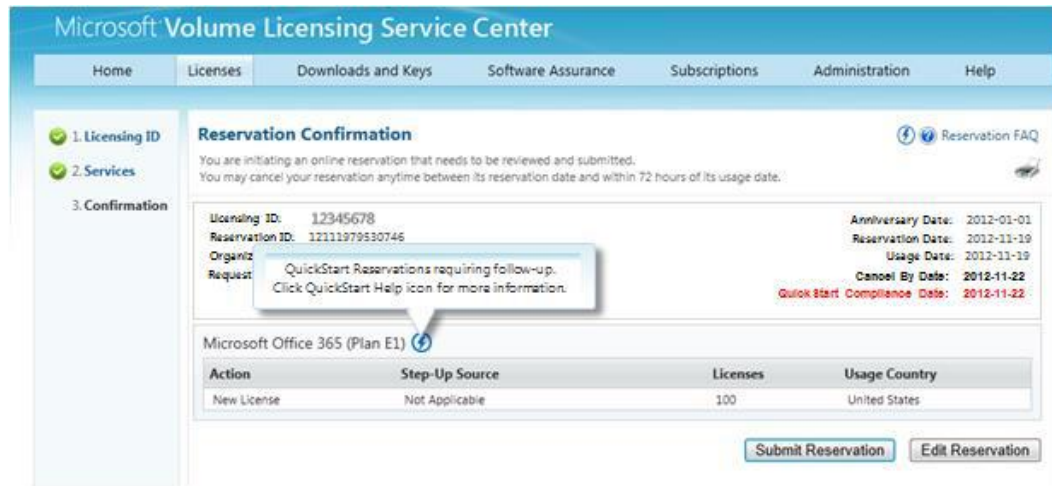 Microsoft Volume Licensing Service Center
Home Licenses Downloads and Keys Software Assurance Subscriptions Administration Help
1. Licensing ID
2. Services
3. Confirmation
Reservation Confirmation
Reservation FAQ
You are initiating an online reservation that needs to be reviewed and submitted.
You may cancel your reservation anytime between its reservation date and within 72 hours of its usage date.
Licensing ID: 12345678
Reservation ID: 12111979530746
Organiz
Request
Anniversary Date: 2012-01-01
Reservation Date: 2012-11-19
Usage Date: 2012-11-19
Cancel By Date: 2012-11-22
Quick Start Compliance Date: 2012-11-22
QuickStart Reservations requiring follow-up.
Click QuickStart Help icon for more information.
Microsoft Office 365 (Plan E1)
Action Step-Up Source Licenses Usage Country
New License Not Applicable 100 United States
Submit Reservation Edit Reservation